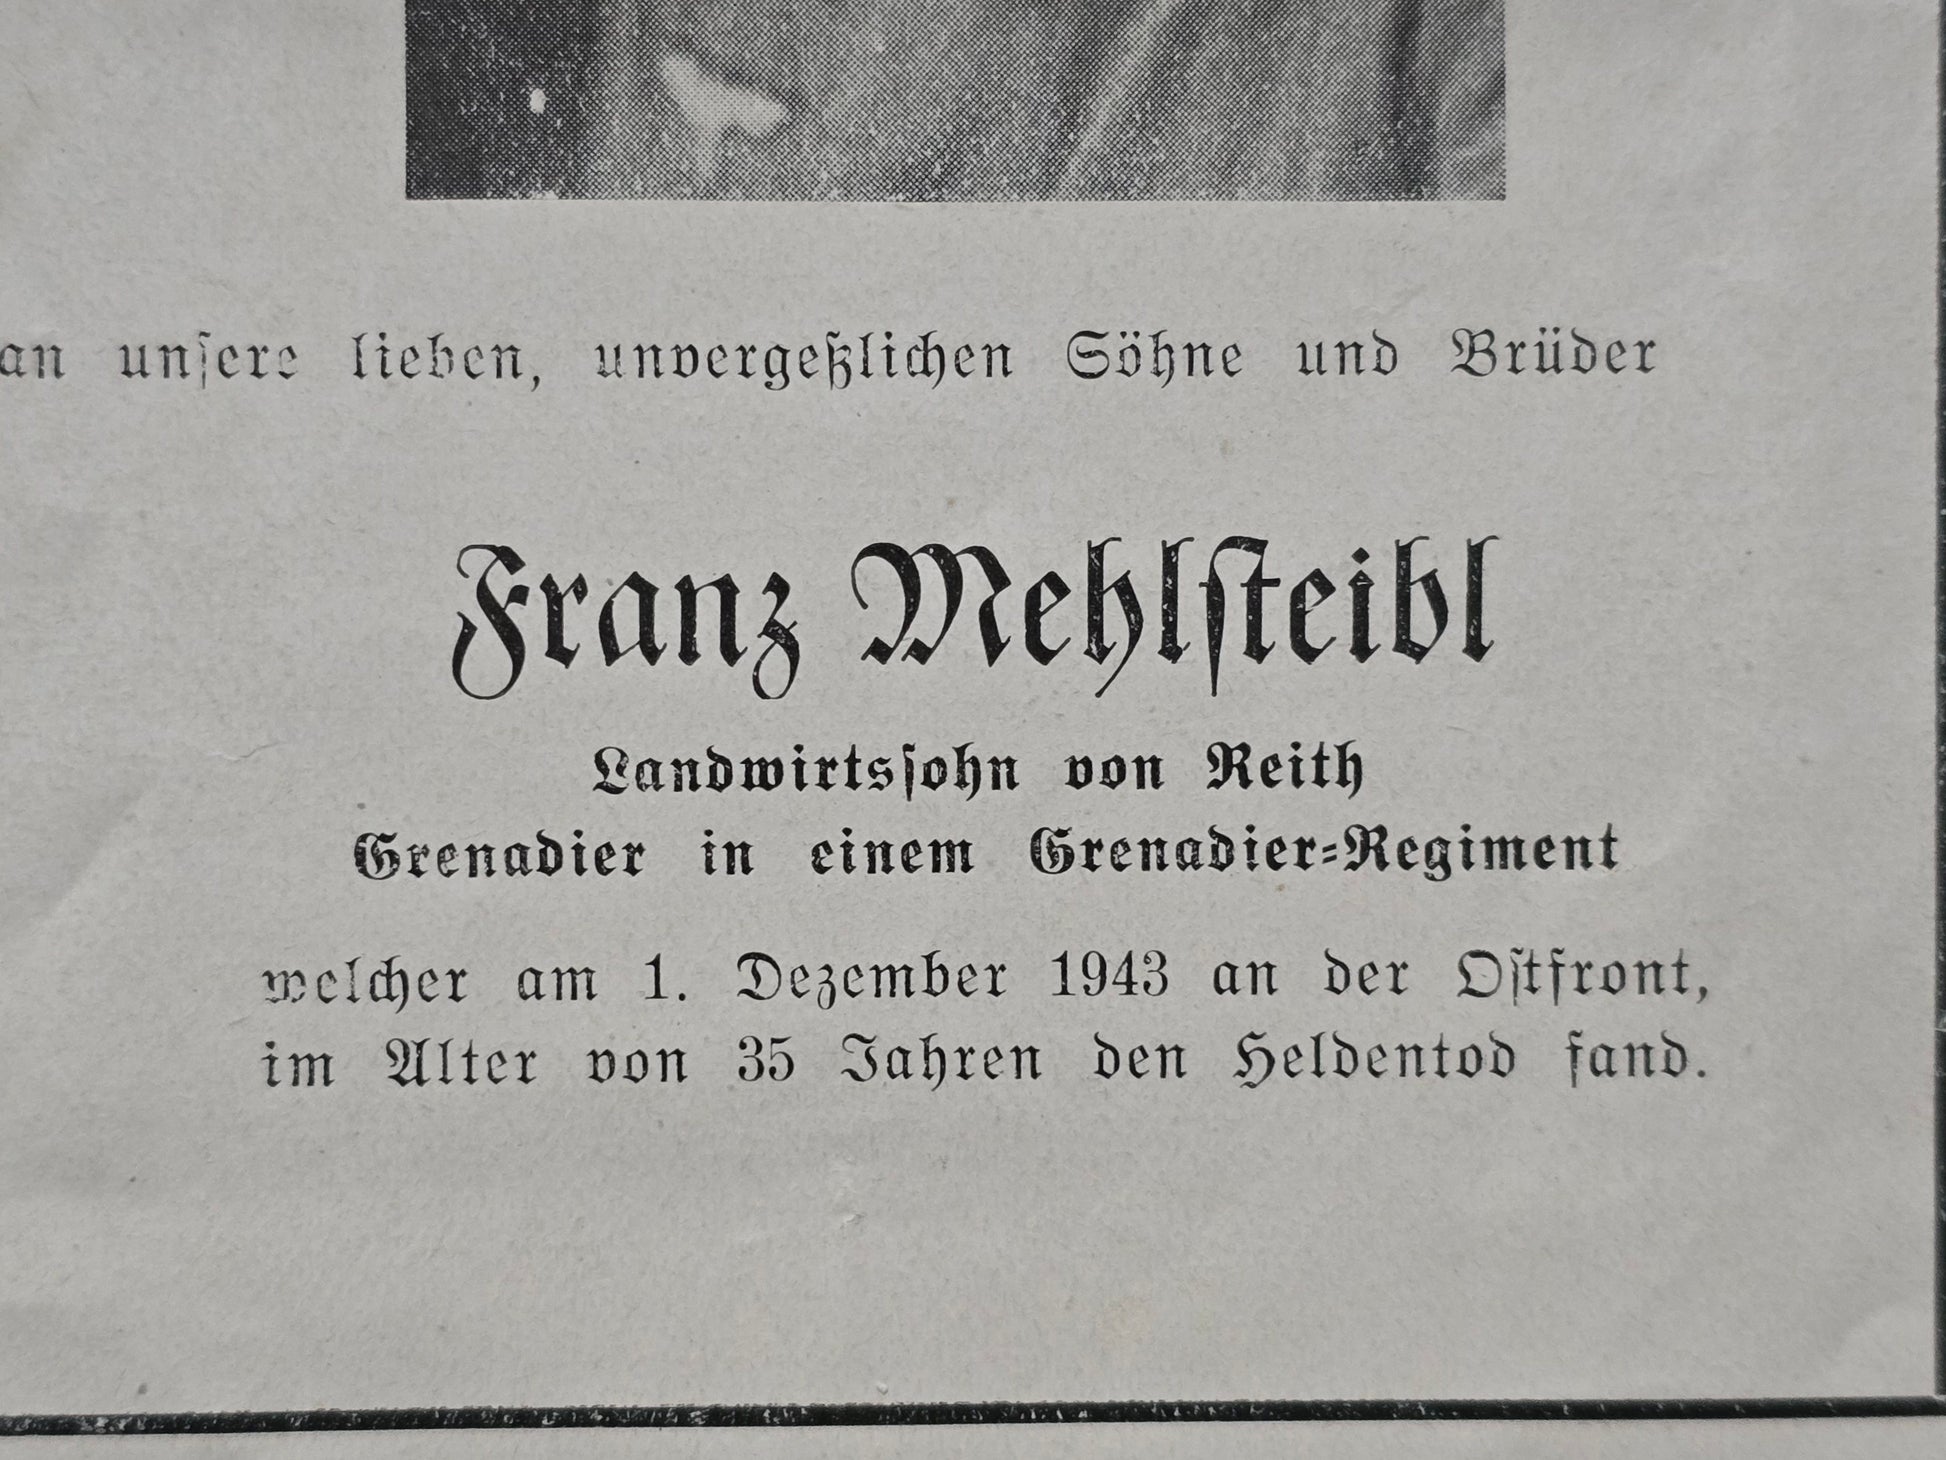 an unſere lieben, unvergeßlichen Söhne und Brüder
Franz Mehlſteibl
Landwirtsſohn von Reith
Grenadier in einem Grenadier-Regiment
welcher am 1. Dezember 1943 an der Oſtfront,
im Alter von 35 Jahren den Heldentod fand.